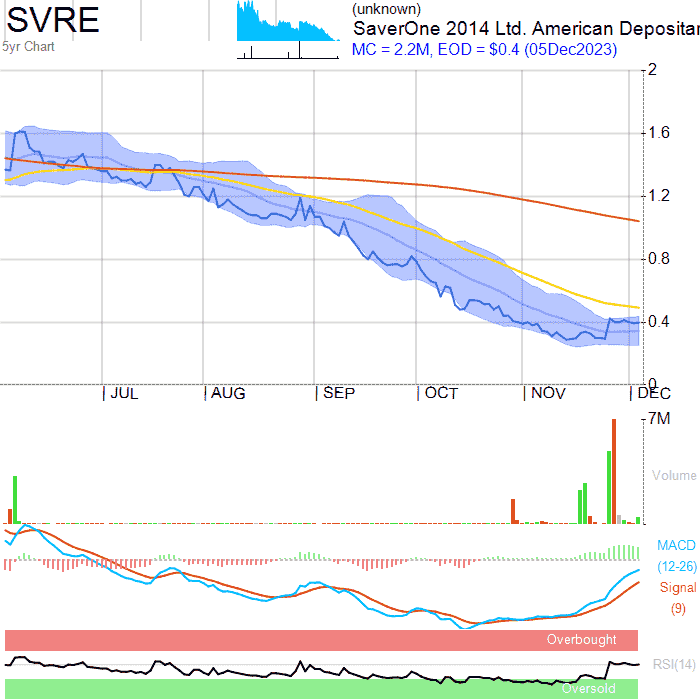 SVRE
5yr Chart
(unknown)
SaverOne 2014 Ltd. American Depositar
MC = 2.2M, EOD = $0.4 (05Dec2023)
2
1.6
1.2
0.8
0.4
0
JUL
AUG
SEP
OCT
NOV
DEC
7M
Volume
MACD
(12-26)
Signal
(9)
Overbought
RSI(14)
Oversold